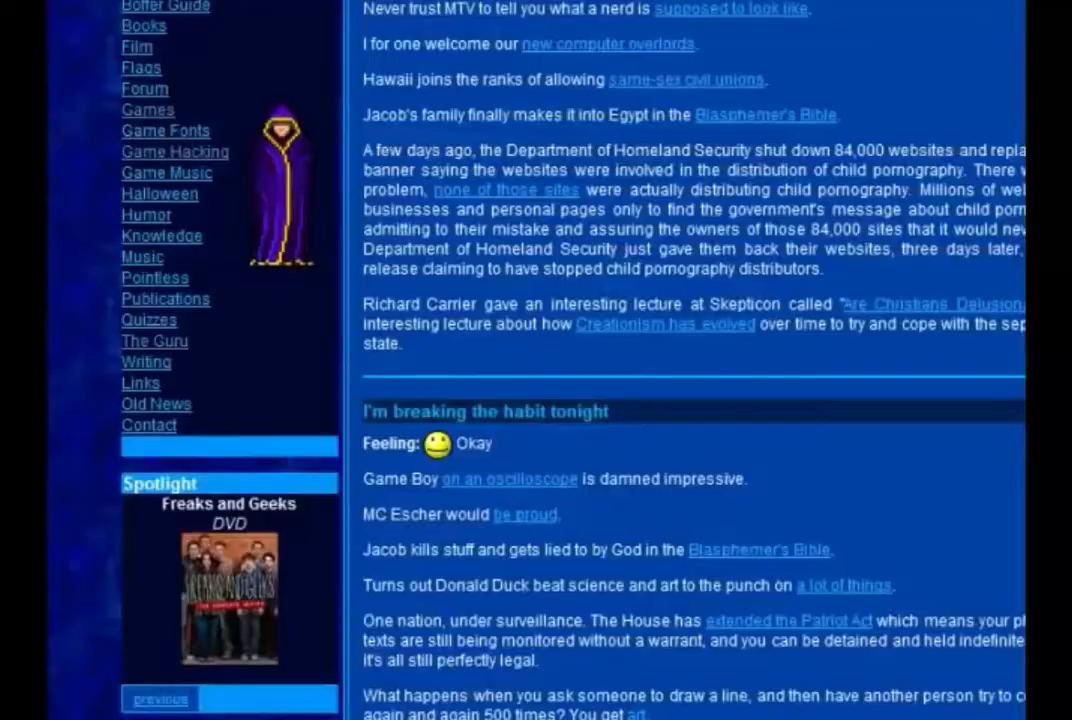 Boffer Guide
Books
Film
Flags
Forum
Games
Game Fonts
Game Hacking
Game Music
Halloween
Humor
Knowledge
Music
Pointless
Publications
Quizzes
The Guru
Writing
Links
Old News
Contact
Spotlight
Freaks and Geeks
DVD
FREAKS AND GEEKS
previous
Never trust MTV to tell you what a nerd is supposed to look like.
I for one welcome our new computer overlords.
Hawaii joins the ranks of allowing same-sex civil unions.
Jacob's family finally makes it into Egypt in the Blasphemer's Bible.
A few days ago, the Department of Homeland Security shut down 84,000 websites and repla
banner saying the websites were involved in the distribution of child pornography. There
problem, none of those sites were actually distributing child pornography. Millions of we
businesses and personal pages only to find the government's message about child porn
admitting to their mistake and assuring the owners of those 84,000 sites that it would nev
Department of Homeland Security just gave them back their websites, three days later,
release claiming to have stopped child pornography distributors.
Richard Carrier gave an interesting lecture at Skepticon called "Are Christians Delusion
interesting lecture about how Creationism has evolved over time to try and cope with the sep
state.
I'm breaking the habit tonight
Feeling: Okay
Game Boy on an oscilloscope is damned impressive.
MC Escher would be proud.
Jacob kills stuff and gets lied to by God in the Blasphemer's Bible.
Turns out Donald Duck beat science and art to the punch on a lot of things.
One nation, under surveillance. The House has extended the Patriot Act which means your p
texts are still being monitored without a warrant, and you can be detained and held indefinite
it's all still perfectly legal.
What happens when you ask someone to draw a line, and then have another person try to c
again and again 500 times? You get art.